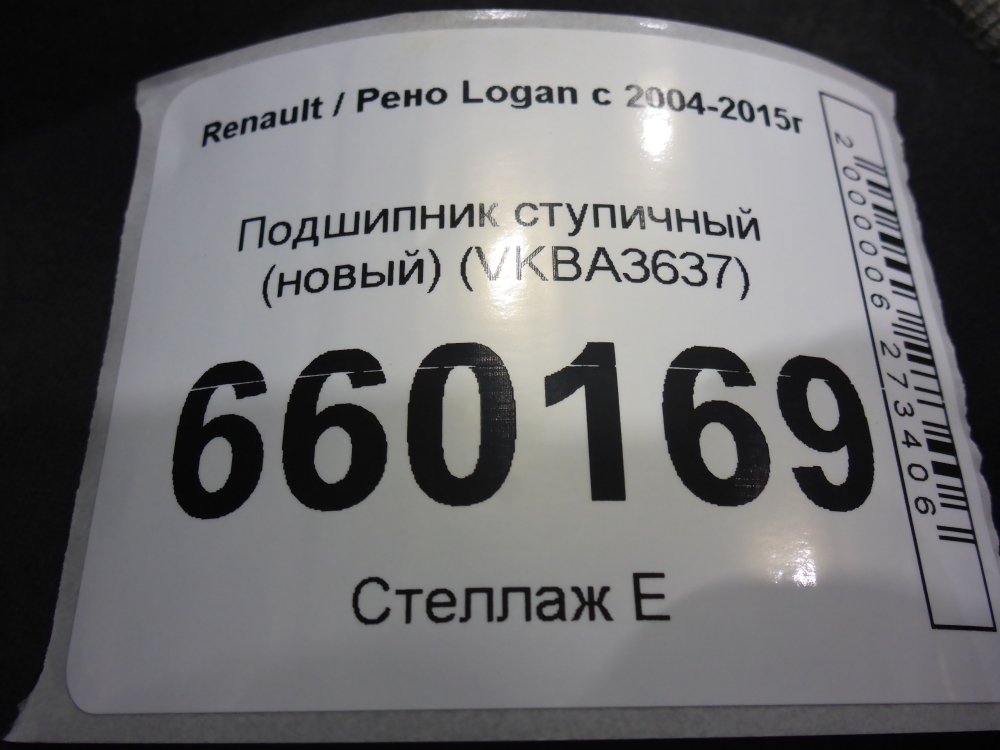 Renault / Рено Logan с 2004-2015г
Подшипник ступичный
(новый) (VKBA3637)
660169
Стеллаж Е
2000006273406